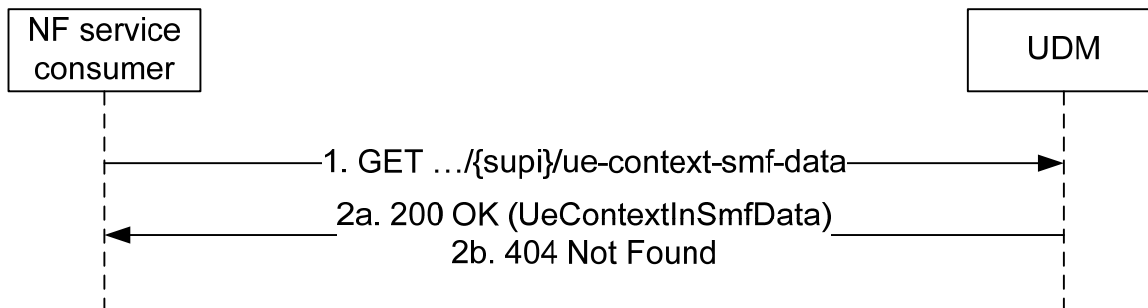 NF service
consumer
UDM
1. GET …/{supi}/ue-context-smf-data
2a. 200 OK (UeContextInSmfData)
2b. 404 Not Found